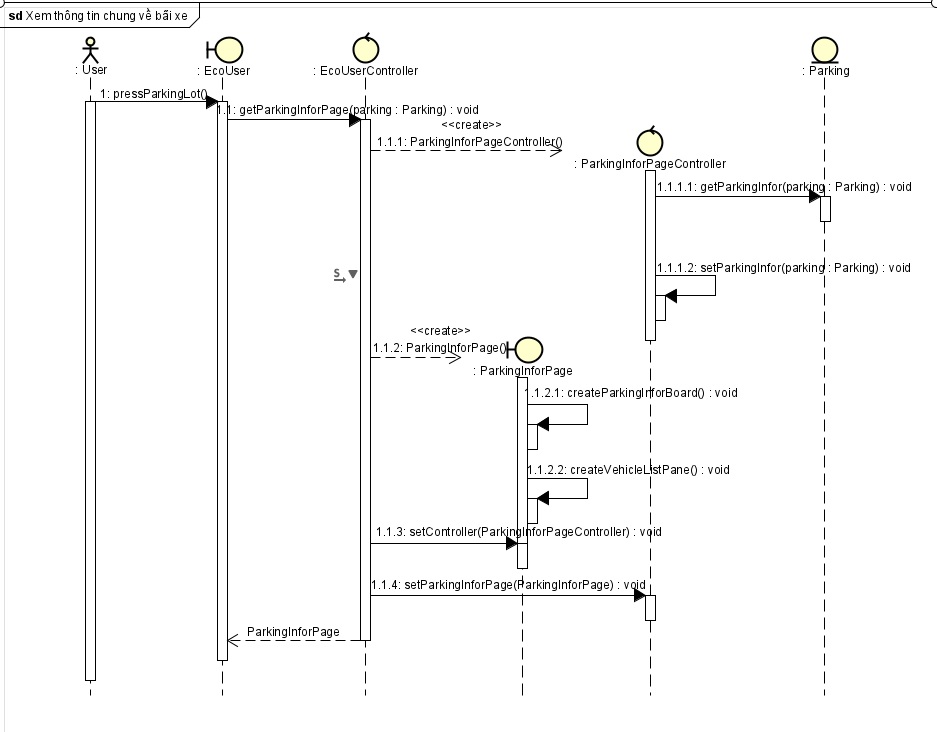 sd Xem thông tin chung về bãi xe
: User
: EcoUser
: EcoUserController
: Parking
1: pressParkingLot()
1.1: getParkingInforPage(parking : Parking) : void
<<create>>
1.1.1: ParkingInforPageController()
: ParkingInforPageController
1.1.1.1: getParkingInfor(parking : Parking) : void
1.1.1.2: setParkingInfor(parking : Parking) : void
S
<<create>>
1.1.2: ParkingInforPage()
: ParkingInforPage
1.1.2.1: createParkingInforBoard() : void
1.1.2.2: createVehicleListPane() : void
1.1.3: setController(ParkingInforPageController) : void
1.1.4: setParkingInforPage(ParkingInforPage) : void
ParkingInforPage